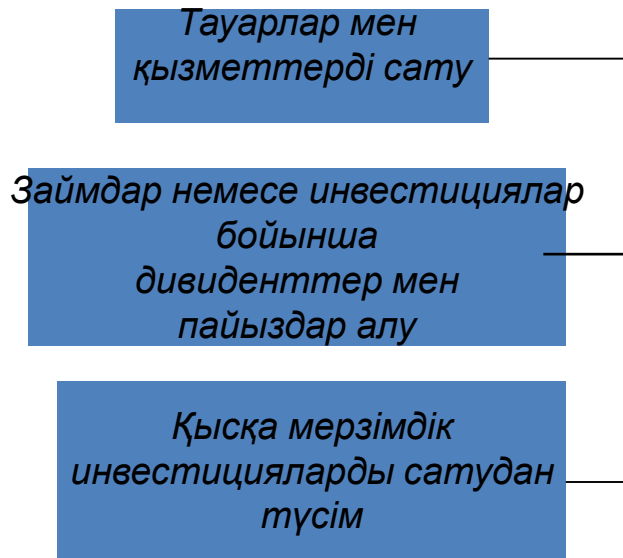 Тауарлар мен
қызметтерді сату
Займдар немесе инвестициялар
бойынша
дивиденттер мен
пайыздар алу
Қысқа мерзімдік
инвестицияларды сатудан
түсім